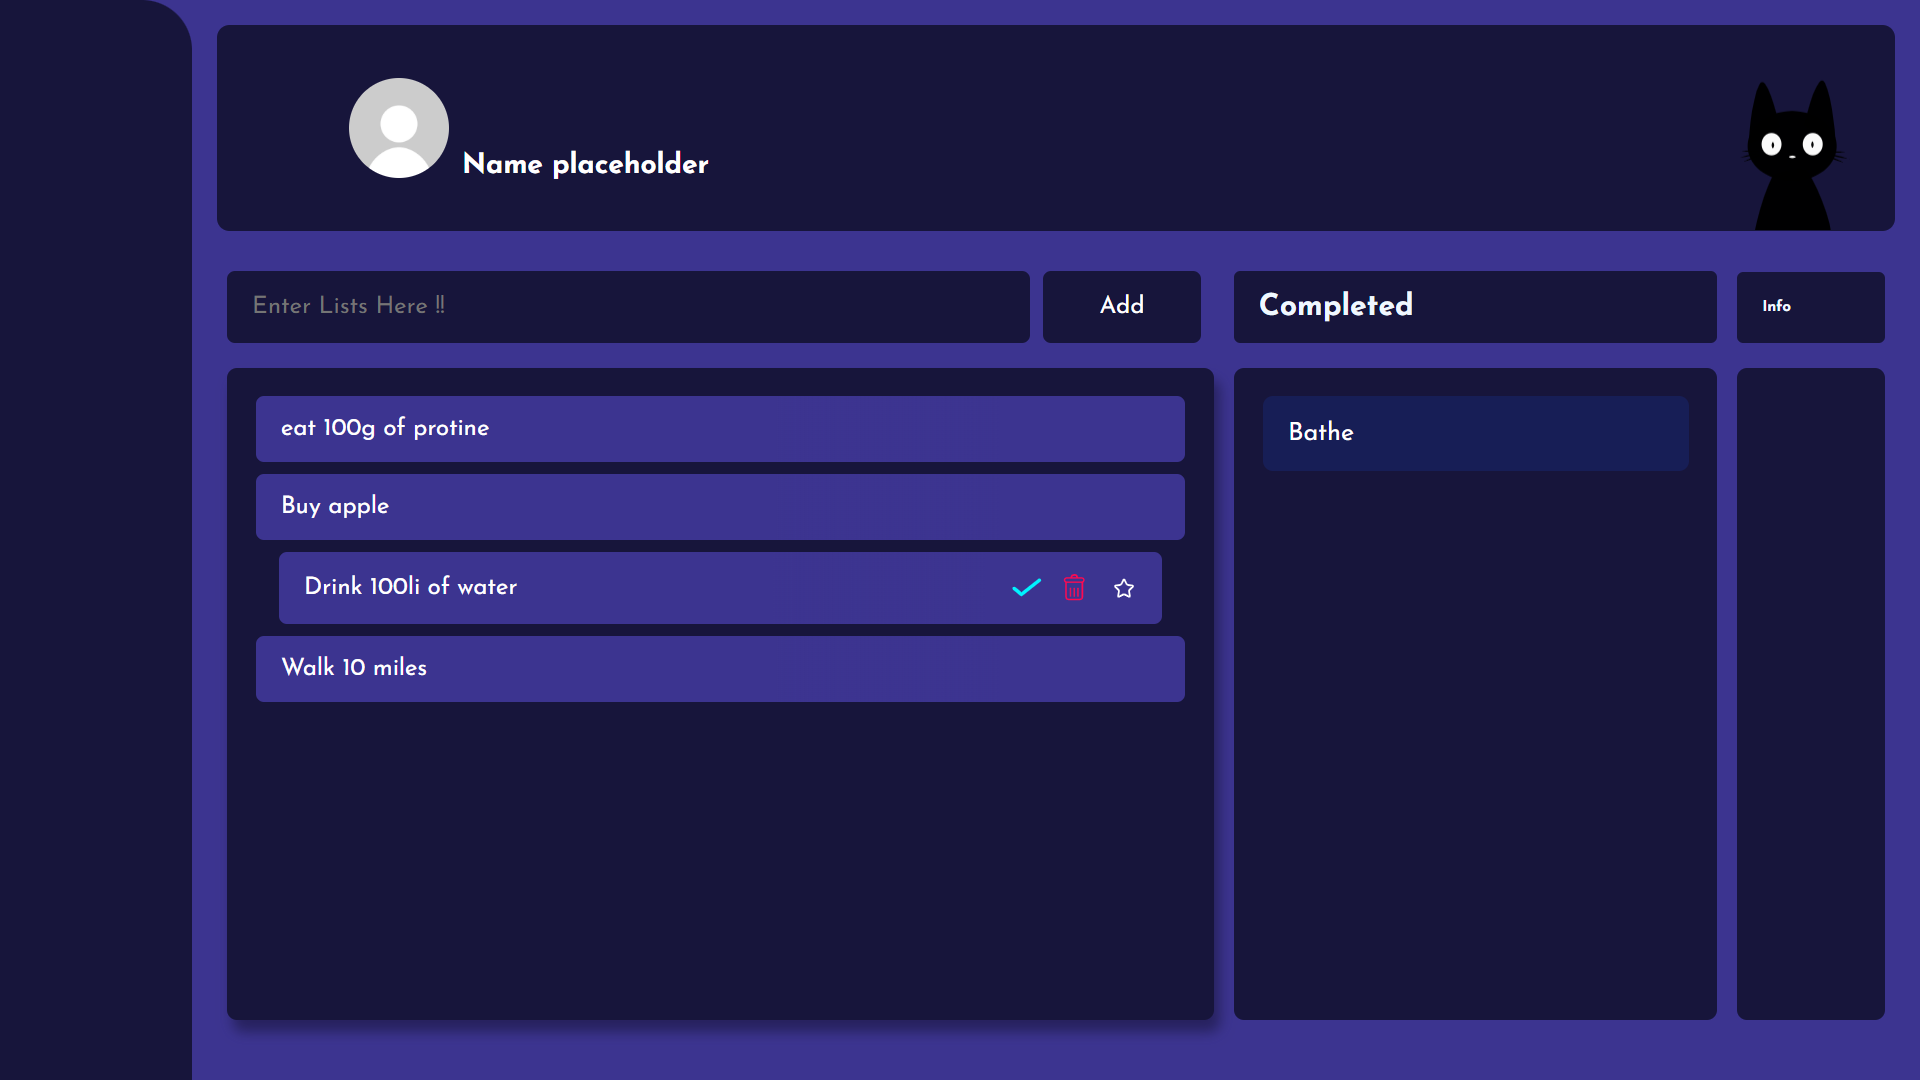 Name placeholder
Enter Lists Here !!
Add
Completed
Info
eat 100g of protine
Buy apple
Drink 100li of water
Walk 10 miles
Bathe